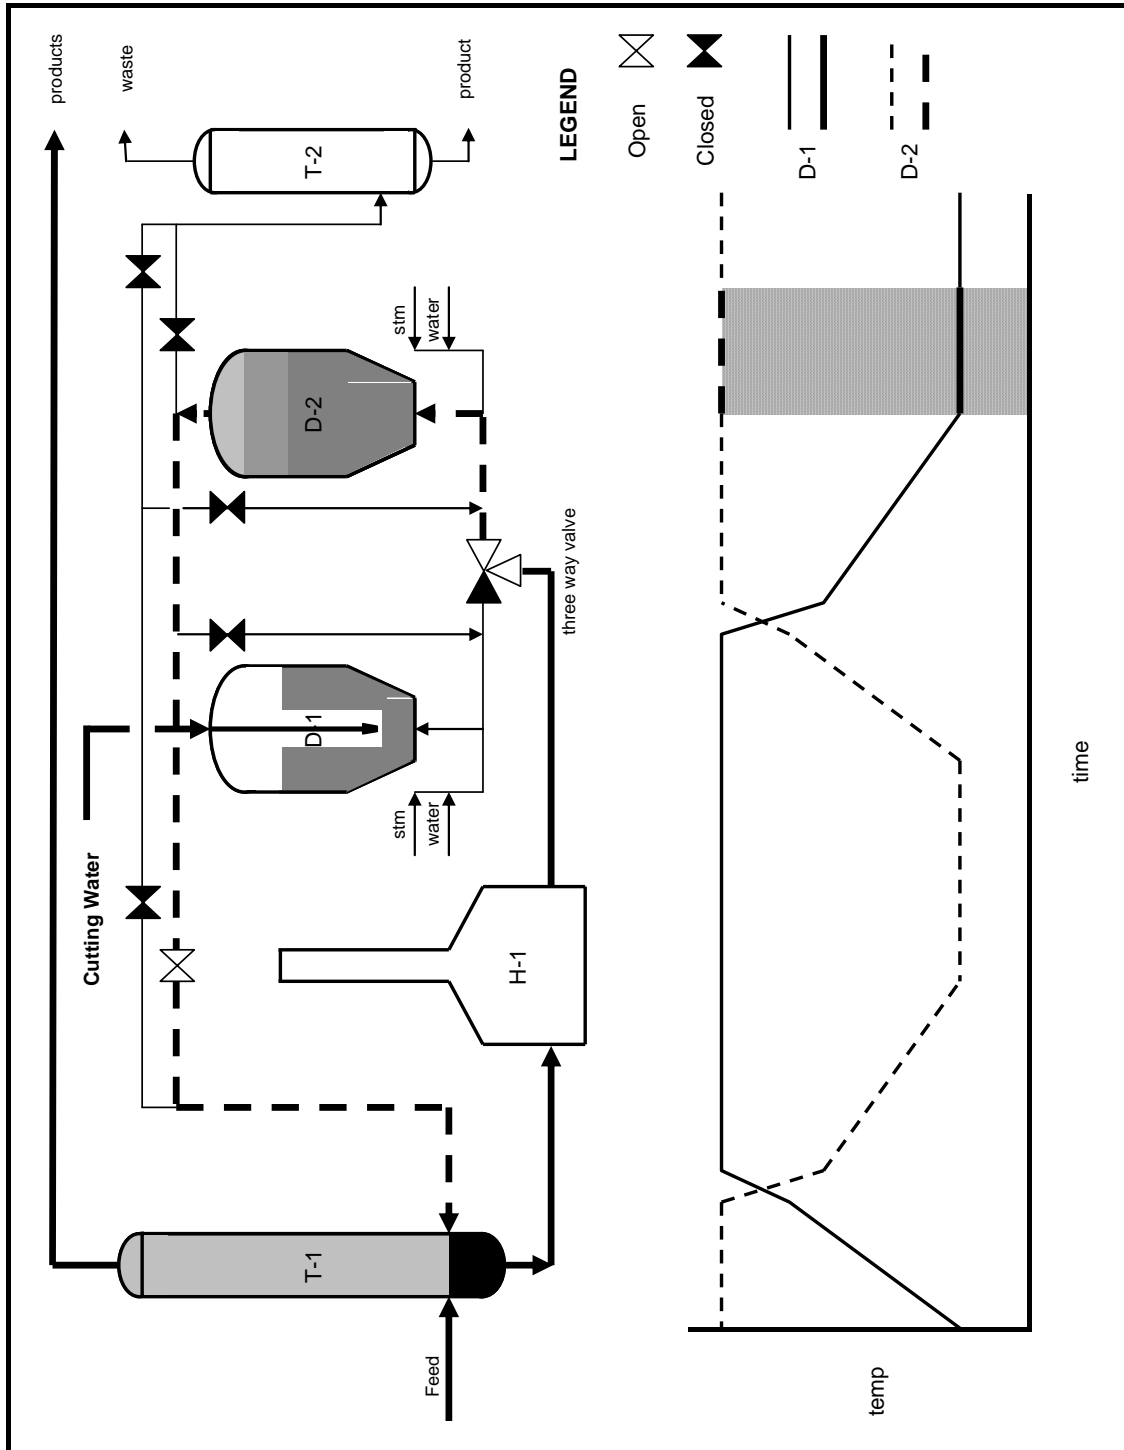 products
waste
product
T-2
LEGEND
Open
Closed
D-1
D-2
stm
water
D-2
three way valve
Cutting Water
D-1
stm
water
H-1
T-1
Feed
temp
time